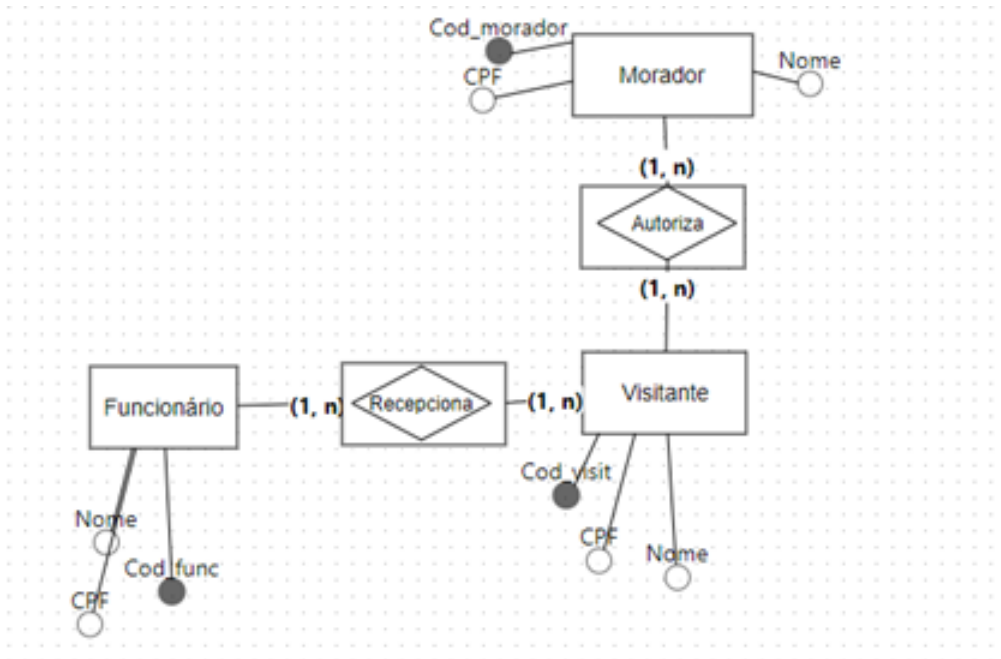 Cod_morador
CPF
Nome
Morador
(1, n)
Autoriza
(1, n)
Funcionário
(1, n)
Recepciona
(1, n)
Visitante
Cod_visit
CPF
Nome
Nome
Cod_func
CPF